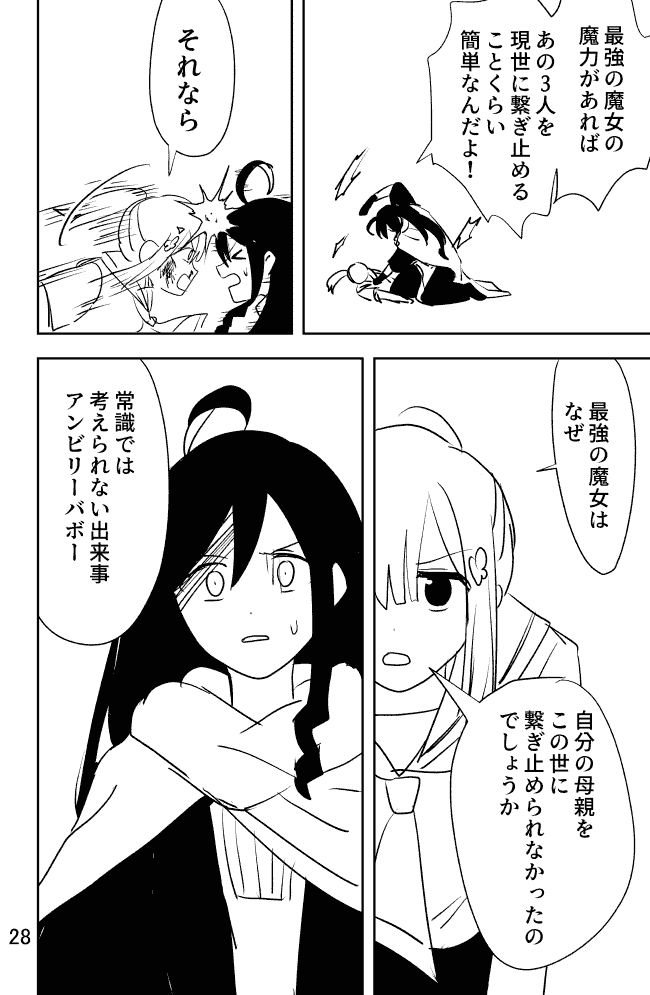 最強の魔女の
魔力があれば
あの3人を
現世に繋ぎ止める
ことくらい
簡単なんだよ！
それなら
最強の魔女は
なぜ
自分の母親を
この世に
繋ぎ止められなかったの
でしょうか
常識では
考えられない出来事
アンビリーバボー
28